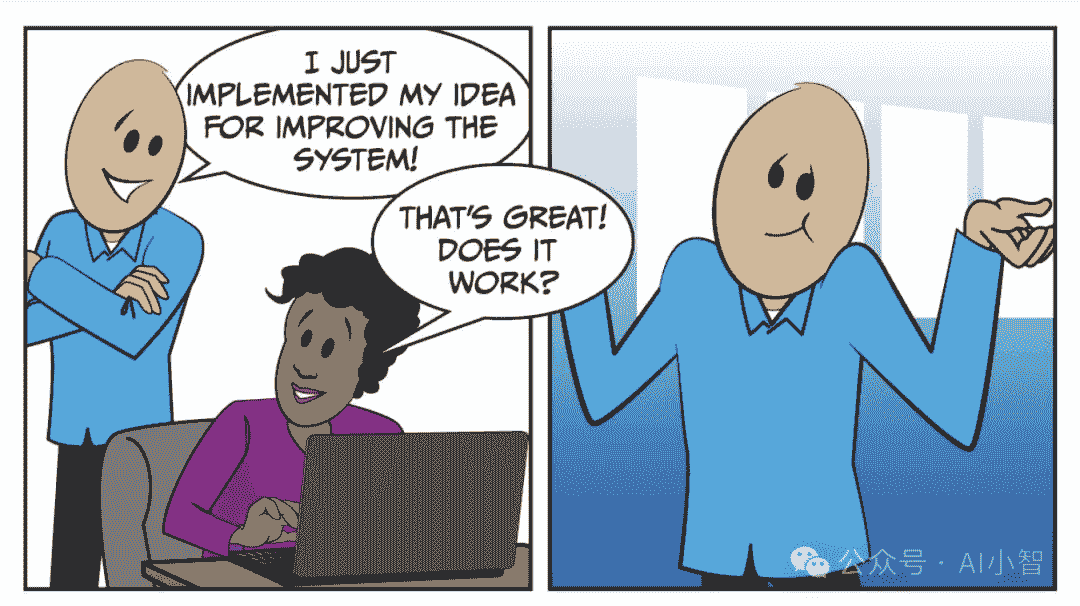 I JUST
IMPLEMENTED MY IDEA
FOR IMPROVING THE
SYSTEM!
THAT'S GREAT!
DOES IT
WORK?
公众号 · AI小智